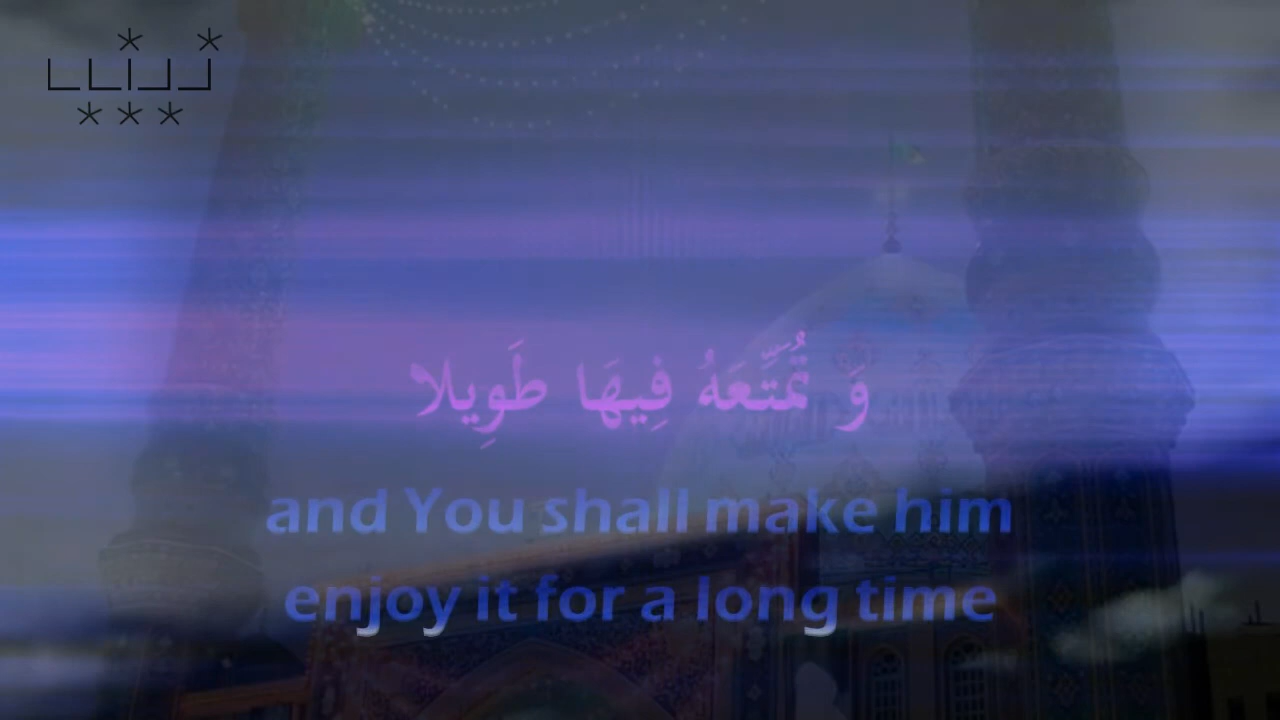 وَ تُمَتِّعَهُ فِيهَا طَوِيلا
and You shall make him
enjoy it for a long time